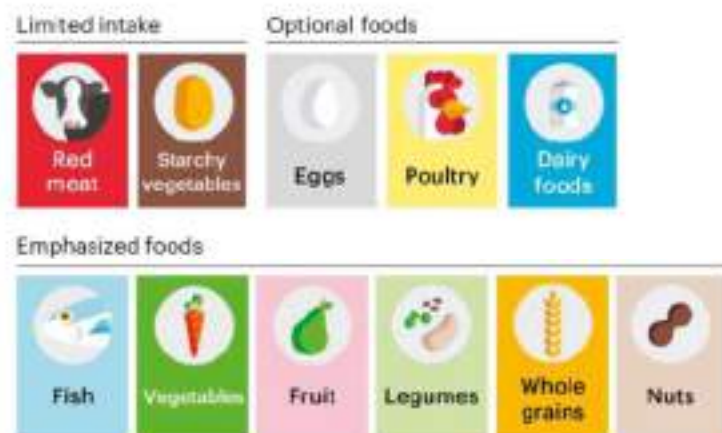 Limited intake
Optional foods
Red
meat
Starchy
vegetables
Eggs
Poultry
Dairy
foods
Emphasized foods
Fish
Vegetables
Fruit
Legumes
Whole
grains
Nuts